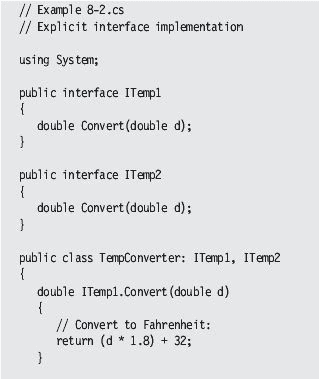 // Example 8-2.cs
// Explicit interface implementation
using System;
public interface ITemp1
{
double Convert(double d);
}
public interface ITemp2
{
double Convert(double d);
}
public class TempConverter: ITemp1, ITemp2
{
double ITemp1.Convert(double d)
{
// Convert to Fahrenheit:
return (d * 1.8) + 32;
}